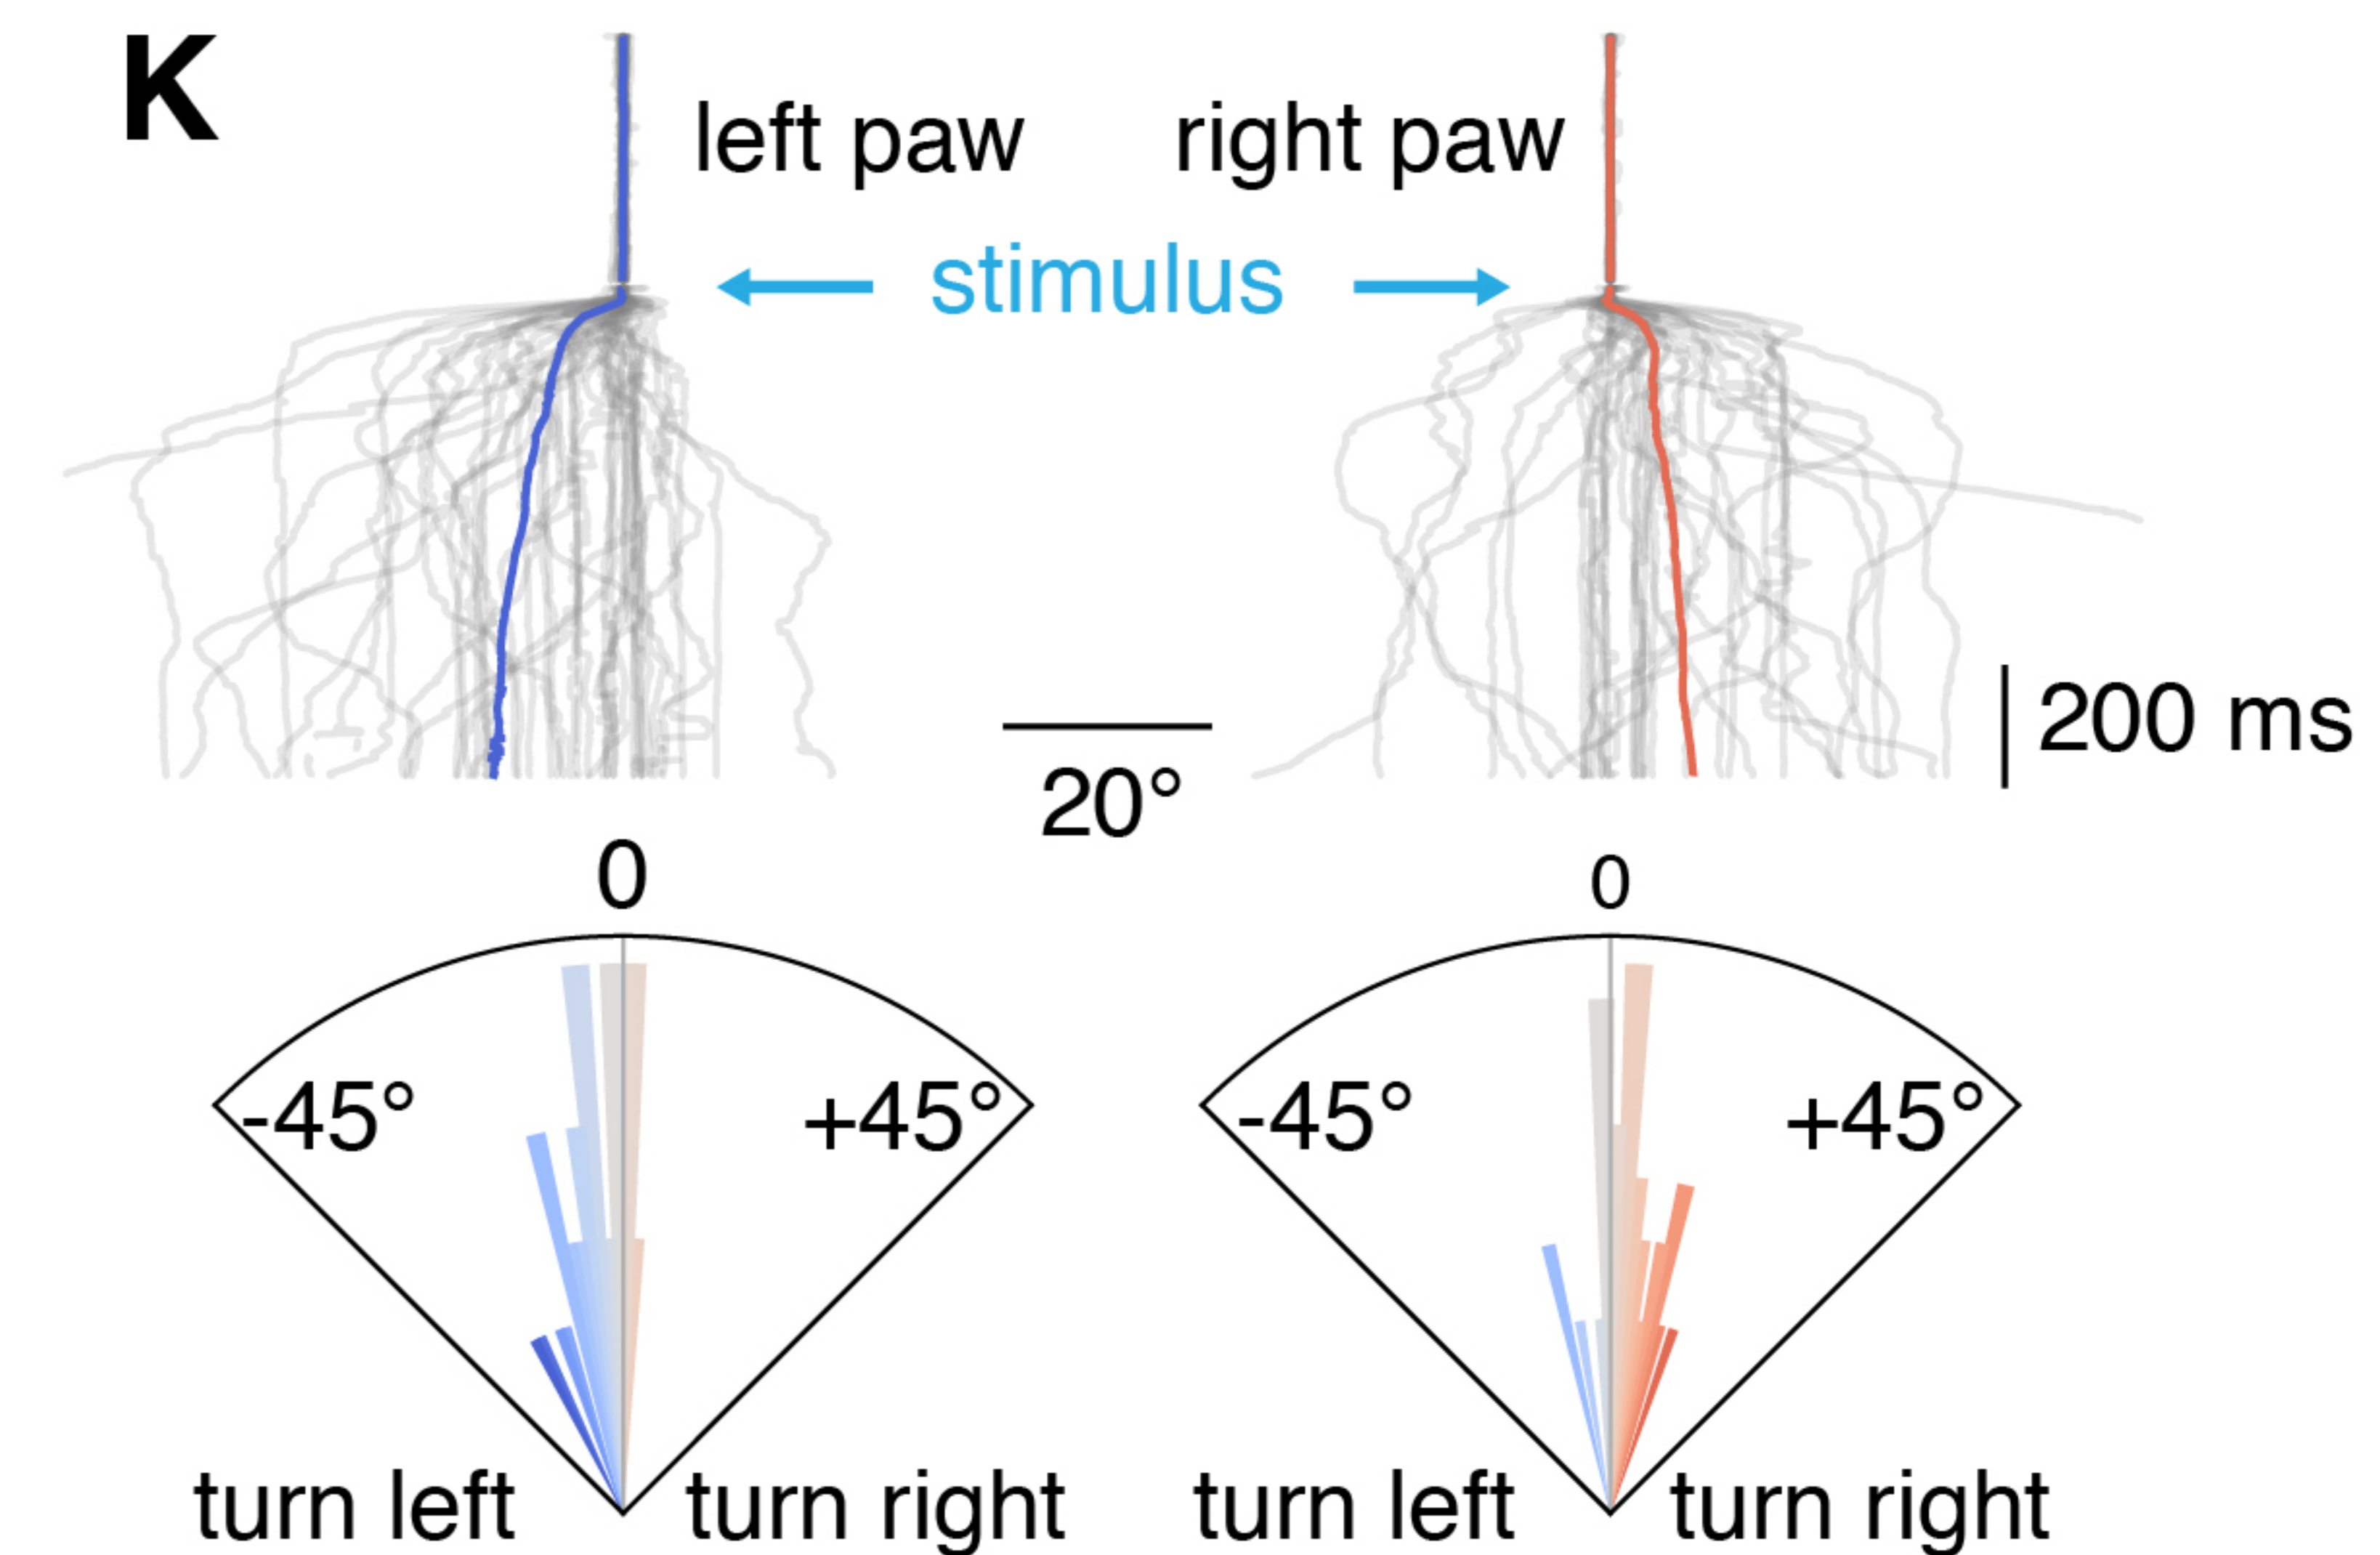 K
left paw
right paw
stimulus
20°
200 ms
0
0
-45°
+45°
-45°
+45°
turn left
turn right
turn left
turn right